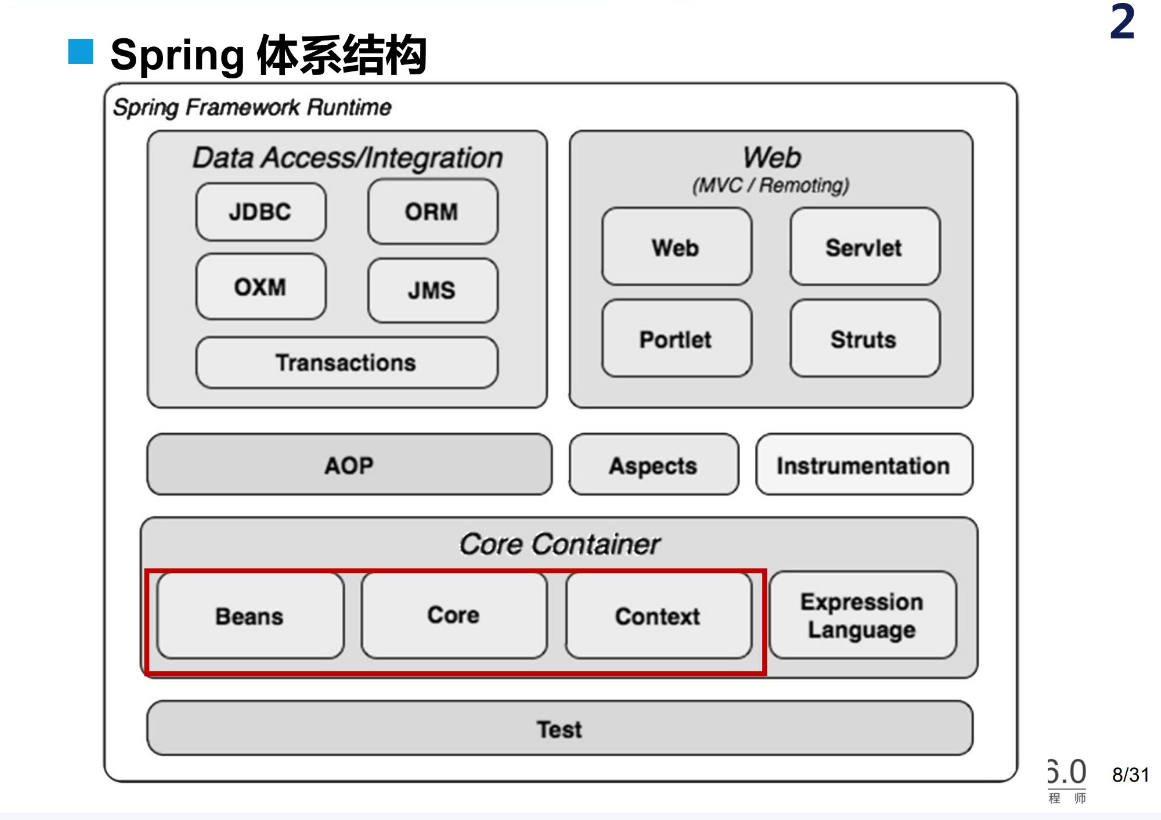 2
Spring 体系结构
Spring Framework Runtime
Data Access/Integration
JDBC
ORM
OXM
JMS
Transactions
Web
(MVC / Remoting)
Web
Servlet
Portlet
Struts
AOP
Aspects
Instrumentation
Core Container
Beans
Core
Context
Expression
Language
Test
6.0
程 师
8/31